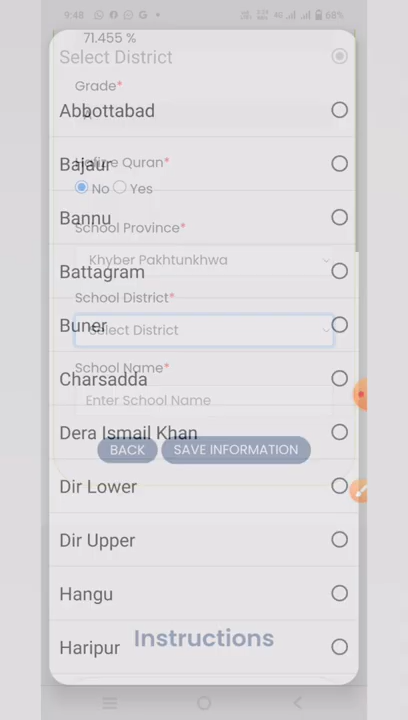 9:48
68%
71.455 %
Select District
Grade*
Abbottabad
Hafiz e Quran*
Bajaur
No Yes
Bannu
School Province*
Khyber Pakhtunkhwa
Battagram
School District*
Buner
Select District
School Name*
Charsadda
Enter School Name
Dera Ismail Khan
BACK SAVE INFORMATION
Dir Lower
Dir Upper
Hangu
Instructions
Haripur